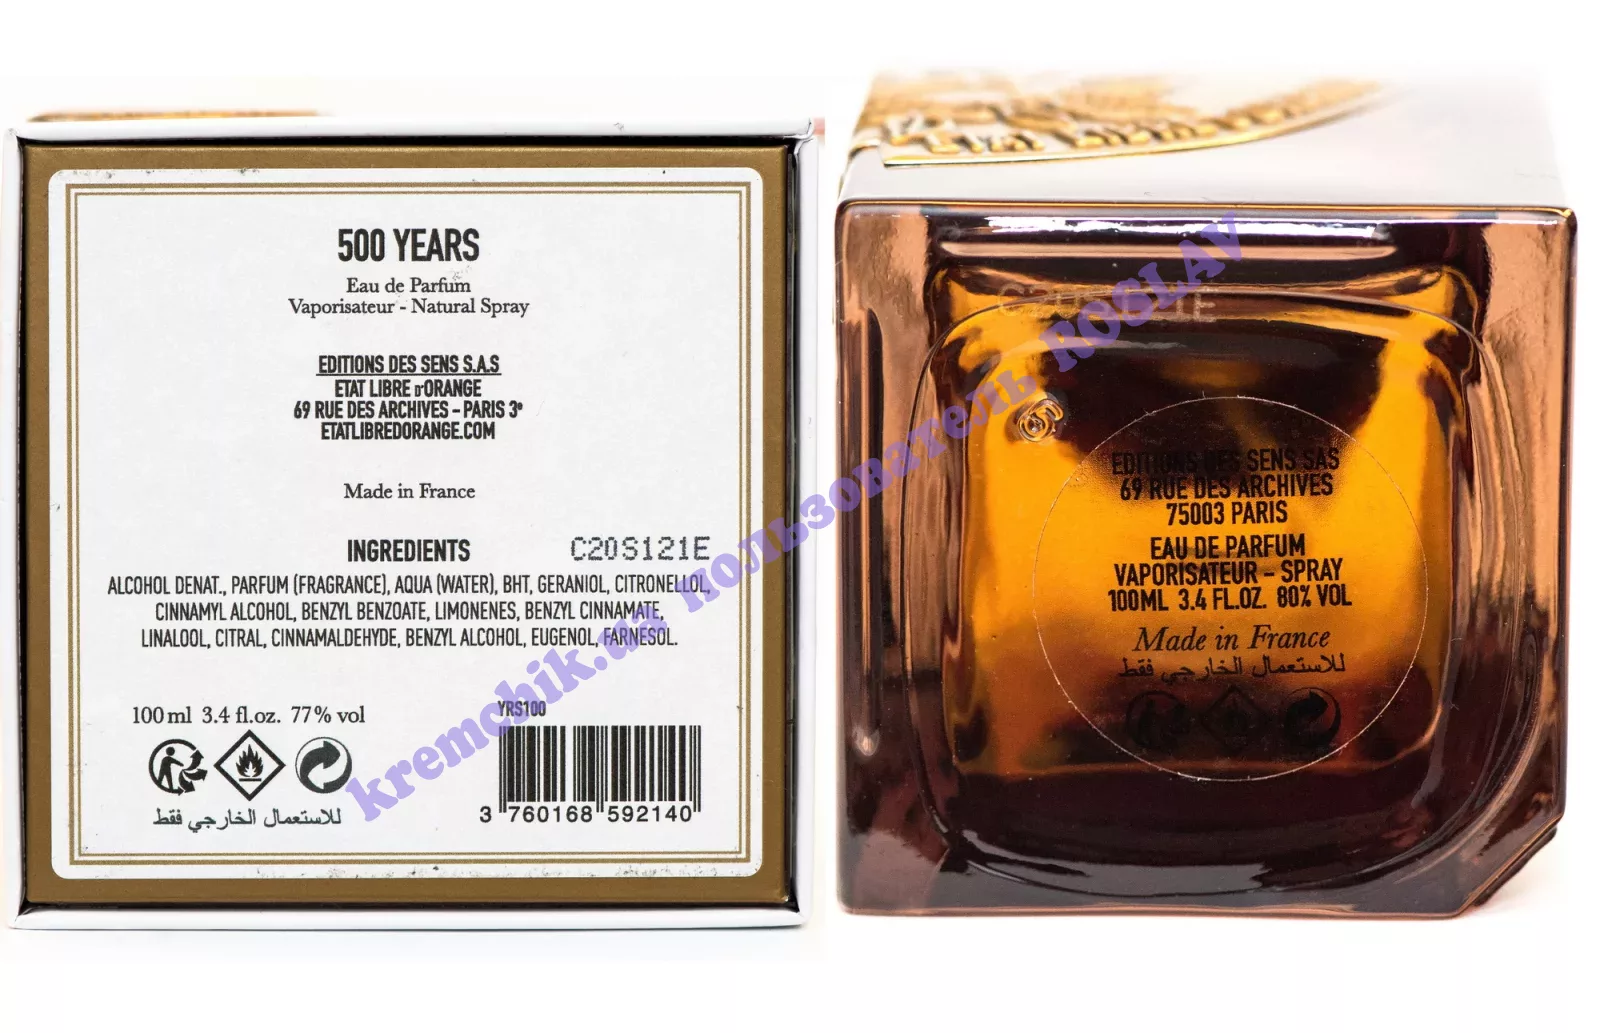 500 YEARS
Eau de Parfum
Vaporisateur - Natural Spray
EDITIONS DES SENS S.A.S
ETAT LIBRE D'ORANGE
69 RUE DES ARCHIVES – PARIS 3e
ETATLIBREDORANGE.COM
Made in France
INGREDIENTS
C20S121E
ALCOHOL DENAT., PARFUM (FRAGRANCE), AQUA (WATER), BHT, GERANIOL, CITRONELLOL,
CINNAMYL ALCOHOL, BENZYL BENZOATE, LIMONENES, BENZYL CINNAMATE,
LINALOOL, CITRAL, CINNAMALDEHYDE, BENZYL ALCOHOL, EUGENOL, FARNESOL.
100 ml 3.4 fl.oz. 77% vol
YRS100
3 760168 592140
للاستعمال الخارجي فقط
kremchik.ua пользователь ROSLAV
EDITIONS DES SENS SAS
69 RUE DES ARCHIVES
75003 PARIS
EAU DE PARFUM
VAPORISATEUR – SPRAY
100ML 3.4 FL.OZ. 80% VOL
Made in France
للاستعمال الخارجي فقط